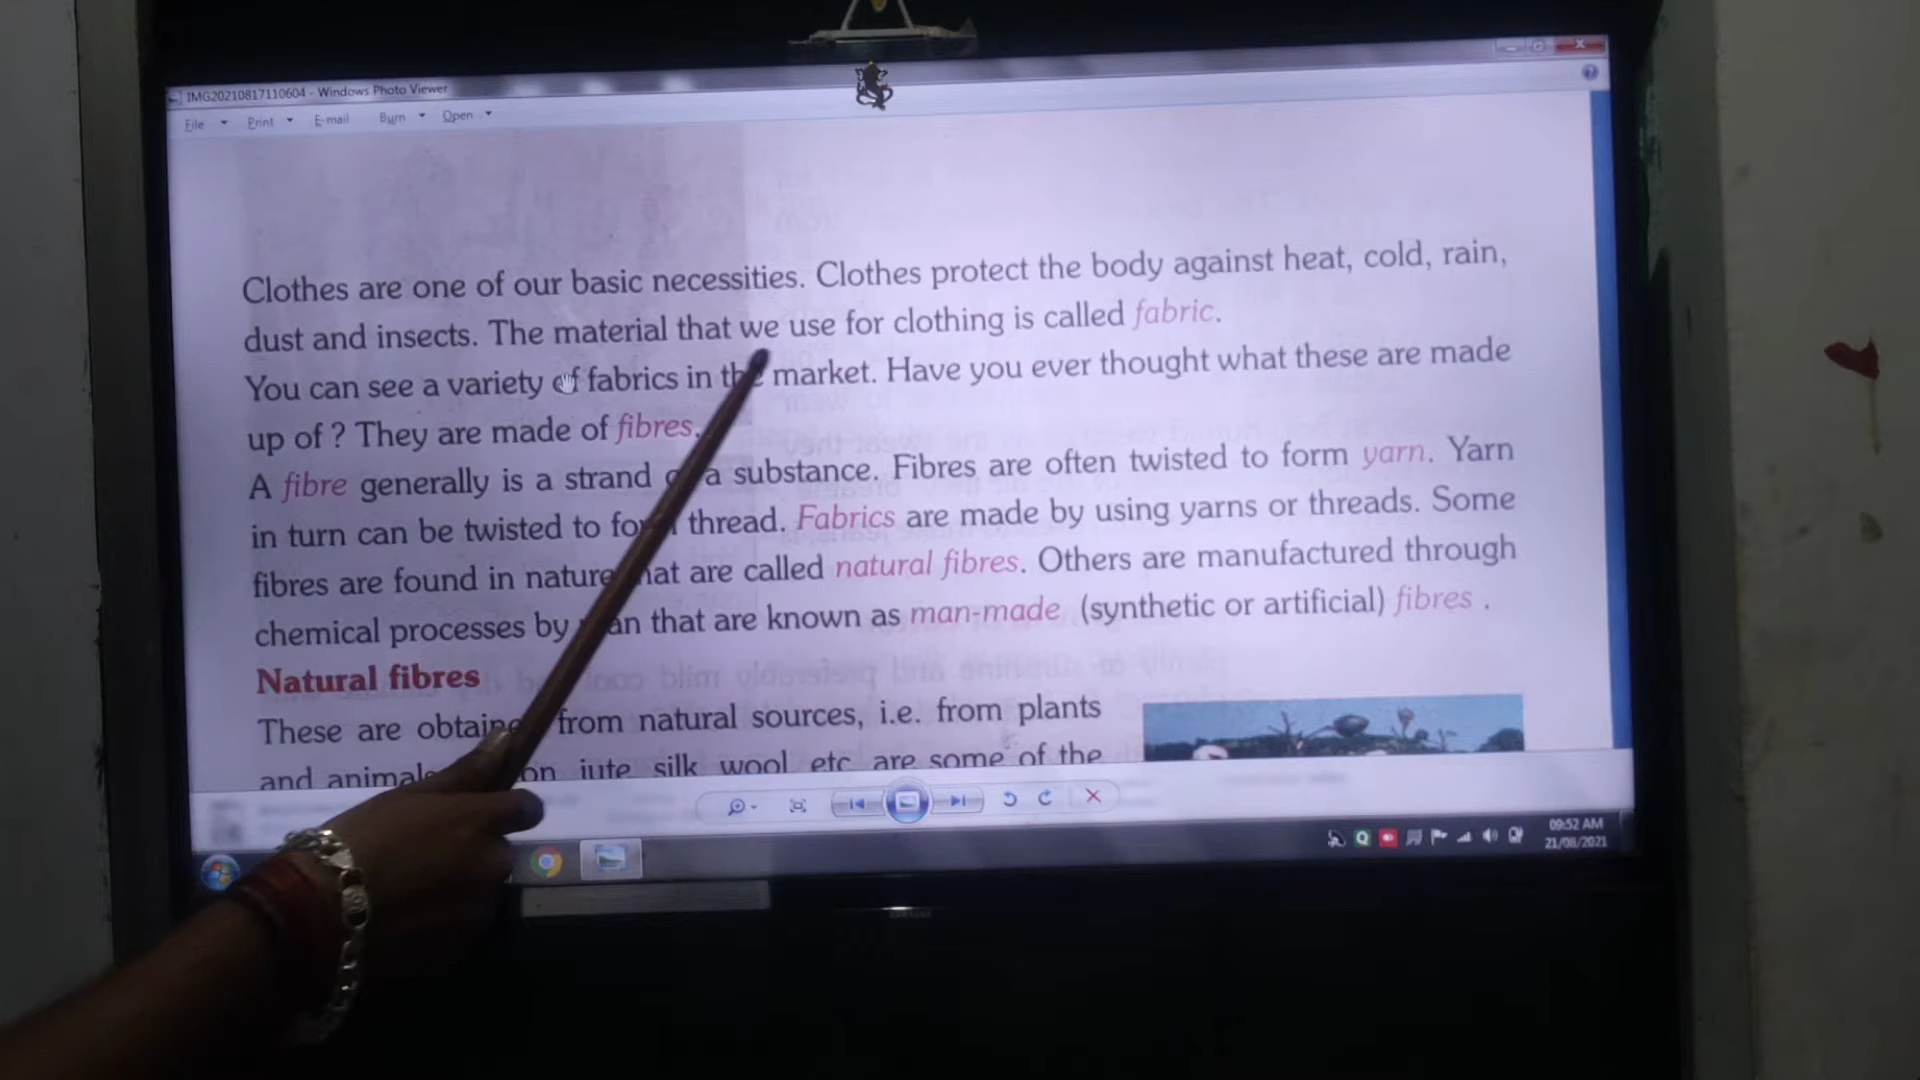 IMG20210817110604 - Windows Photo Viewer
File Print E-mail Burn Open
Clothes are one of our basic necessities. Clothes protect the body against heat, cold, rain,
dust and insects. The material that we use for clothing is called fabric.
You can see a variety of fabrics in the market. Have you ever thought what these are made
up of ? They are made of fibres.
A fibre generally is a strand a substance. Fibres are often twisted to form yarn. Yarn
in turn can be twisted to thread. Fabrics are made by using yarns or threads. Some
fibres are found in nature that are called natural fibres. Others are manufactured through
chemical processes by man that are known as man-made (synthetic or artificial) fibres .
Natural fibres
These are obtained from natural sources, i.e. from plants
and animals jute silk wool etc are some of the
09:52 AM
21/08/2021